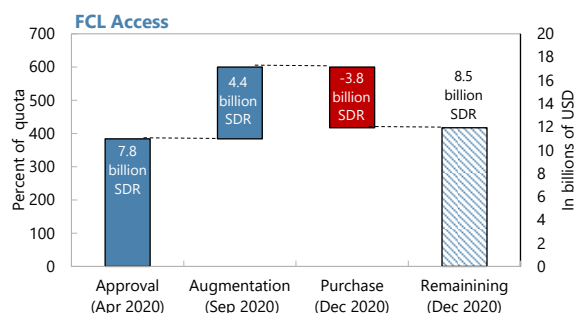 FCL Access
700
600
500
400
300
200
100
0
Percent of quota
20
18
16
14
12
10
8
6
4
2
0
In billions of USD
7.8
billion
SDR
4.4
billion
SDR
-3.8
billion
SDR
8.5
billion
SDR
Approval
(Apr 2020)
Augmentation
(Sep 2020)
Purchase
(Dec 2020)
Remainining
(Dec 2020)